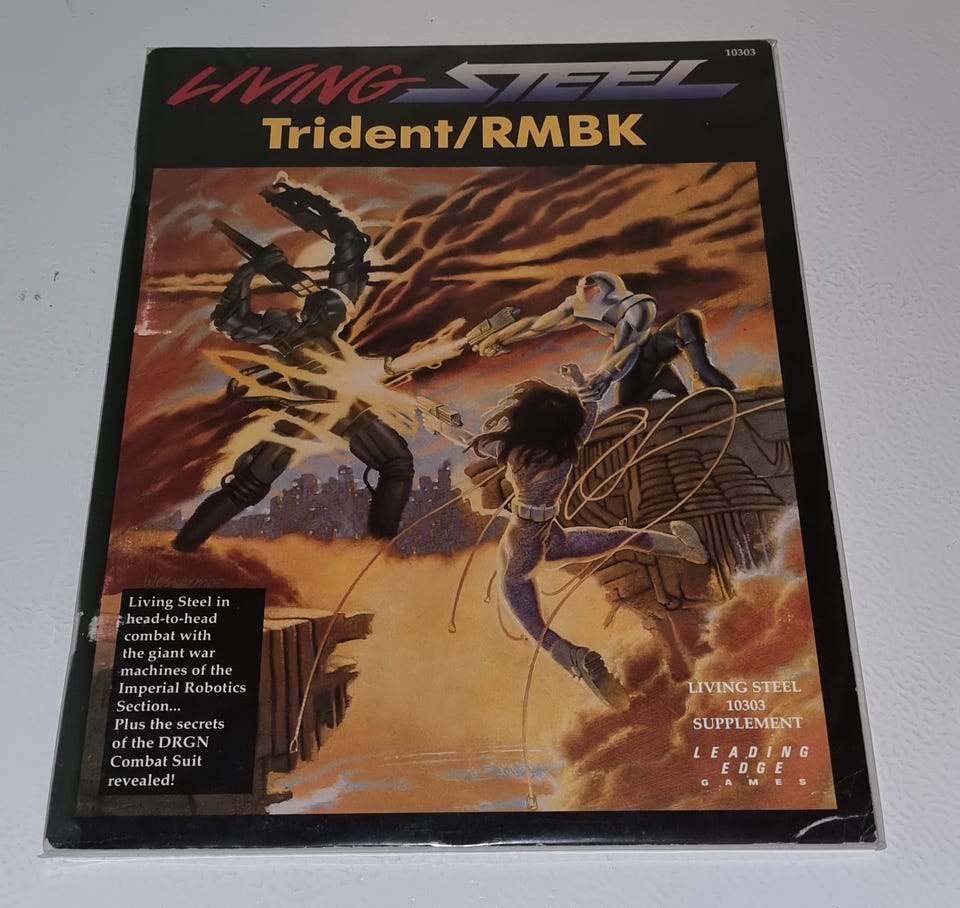 10303
LIVING STEEL
Trident/RMBK
Living Steel in
head-to-head
combat with
the giant war
machines of the
Imperial Robotics
Section...
Plus the secrets
of the DRGN
Combat Suit
revealed!
LIVING STEEL
10303
SUPPLEMENT
LEADING
EDGE
GAMES